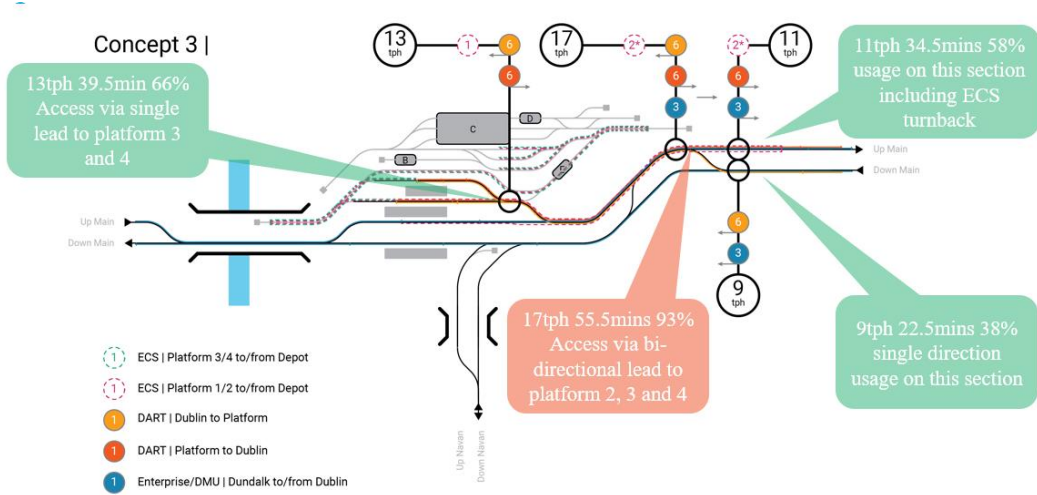 Concept 3 |
13
tph
1
6
6
17
tph
2*
6
6
3
2*
11
tph
6
3
13tph 39.5min 66%
Access via single
lead to platform 3
and 4
11tph 34.5mins 58%
usage on this section
including ECS
turnback
C
D
B
Up Main
Down Main
Up Main
Down Main
6
3
9
tph
17tph 55.5mins 93%
Access via bi-
directional lead to
platform 2, 3 and 4
9tph 22.5mins 38%
single direction
usage on this section
1 ECS | Platform 3/4 to/from Depot
1 ECS | Platform 1/2 to/from Depot
1 DART | Dublin to Platform
1 DART | Platform to Dublin
1 Enterprise/DMU | Dundalk to/from Dublin
Up Navan
Down Navan